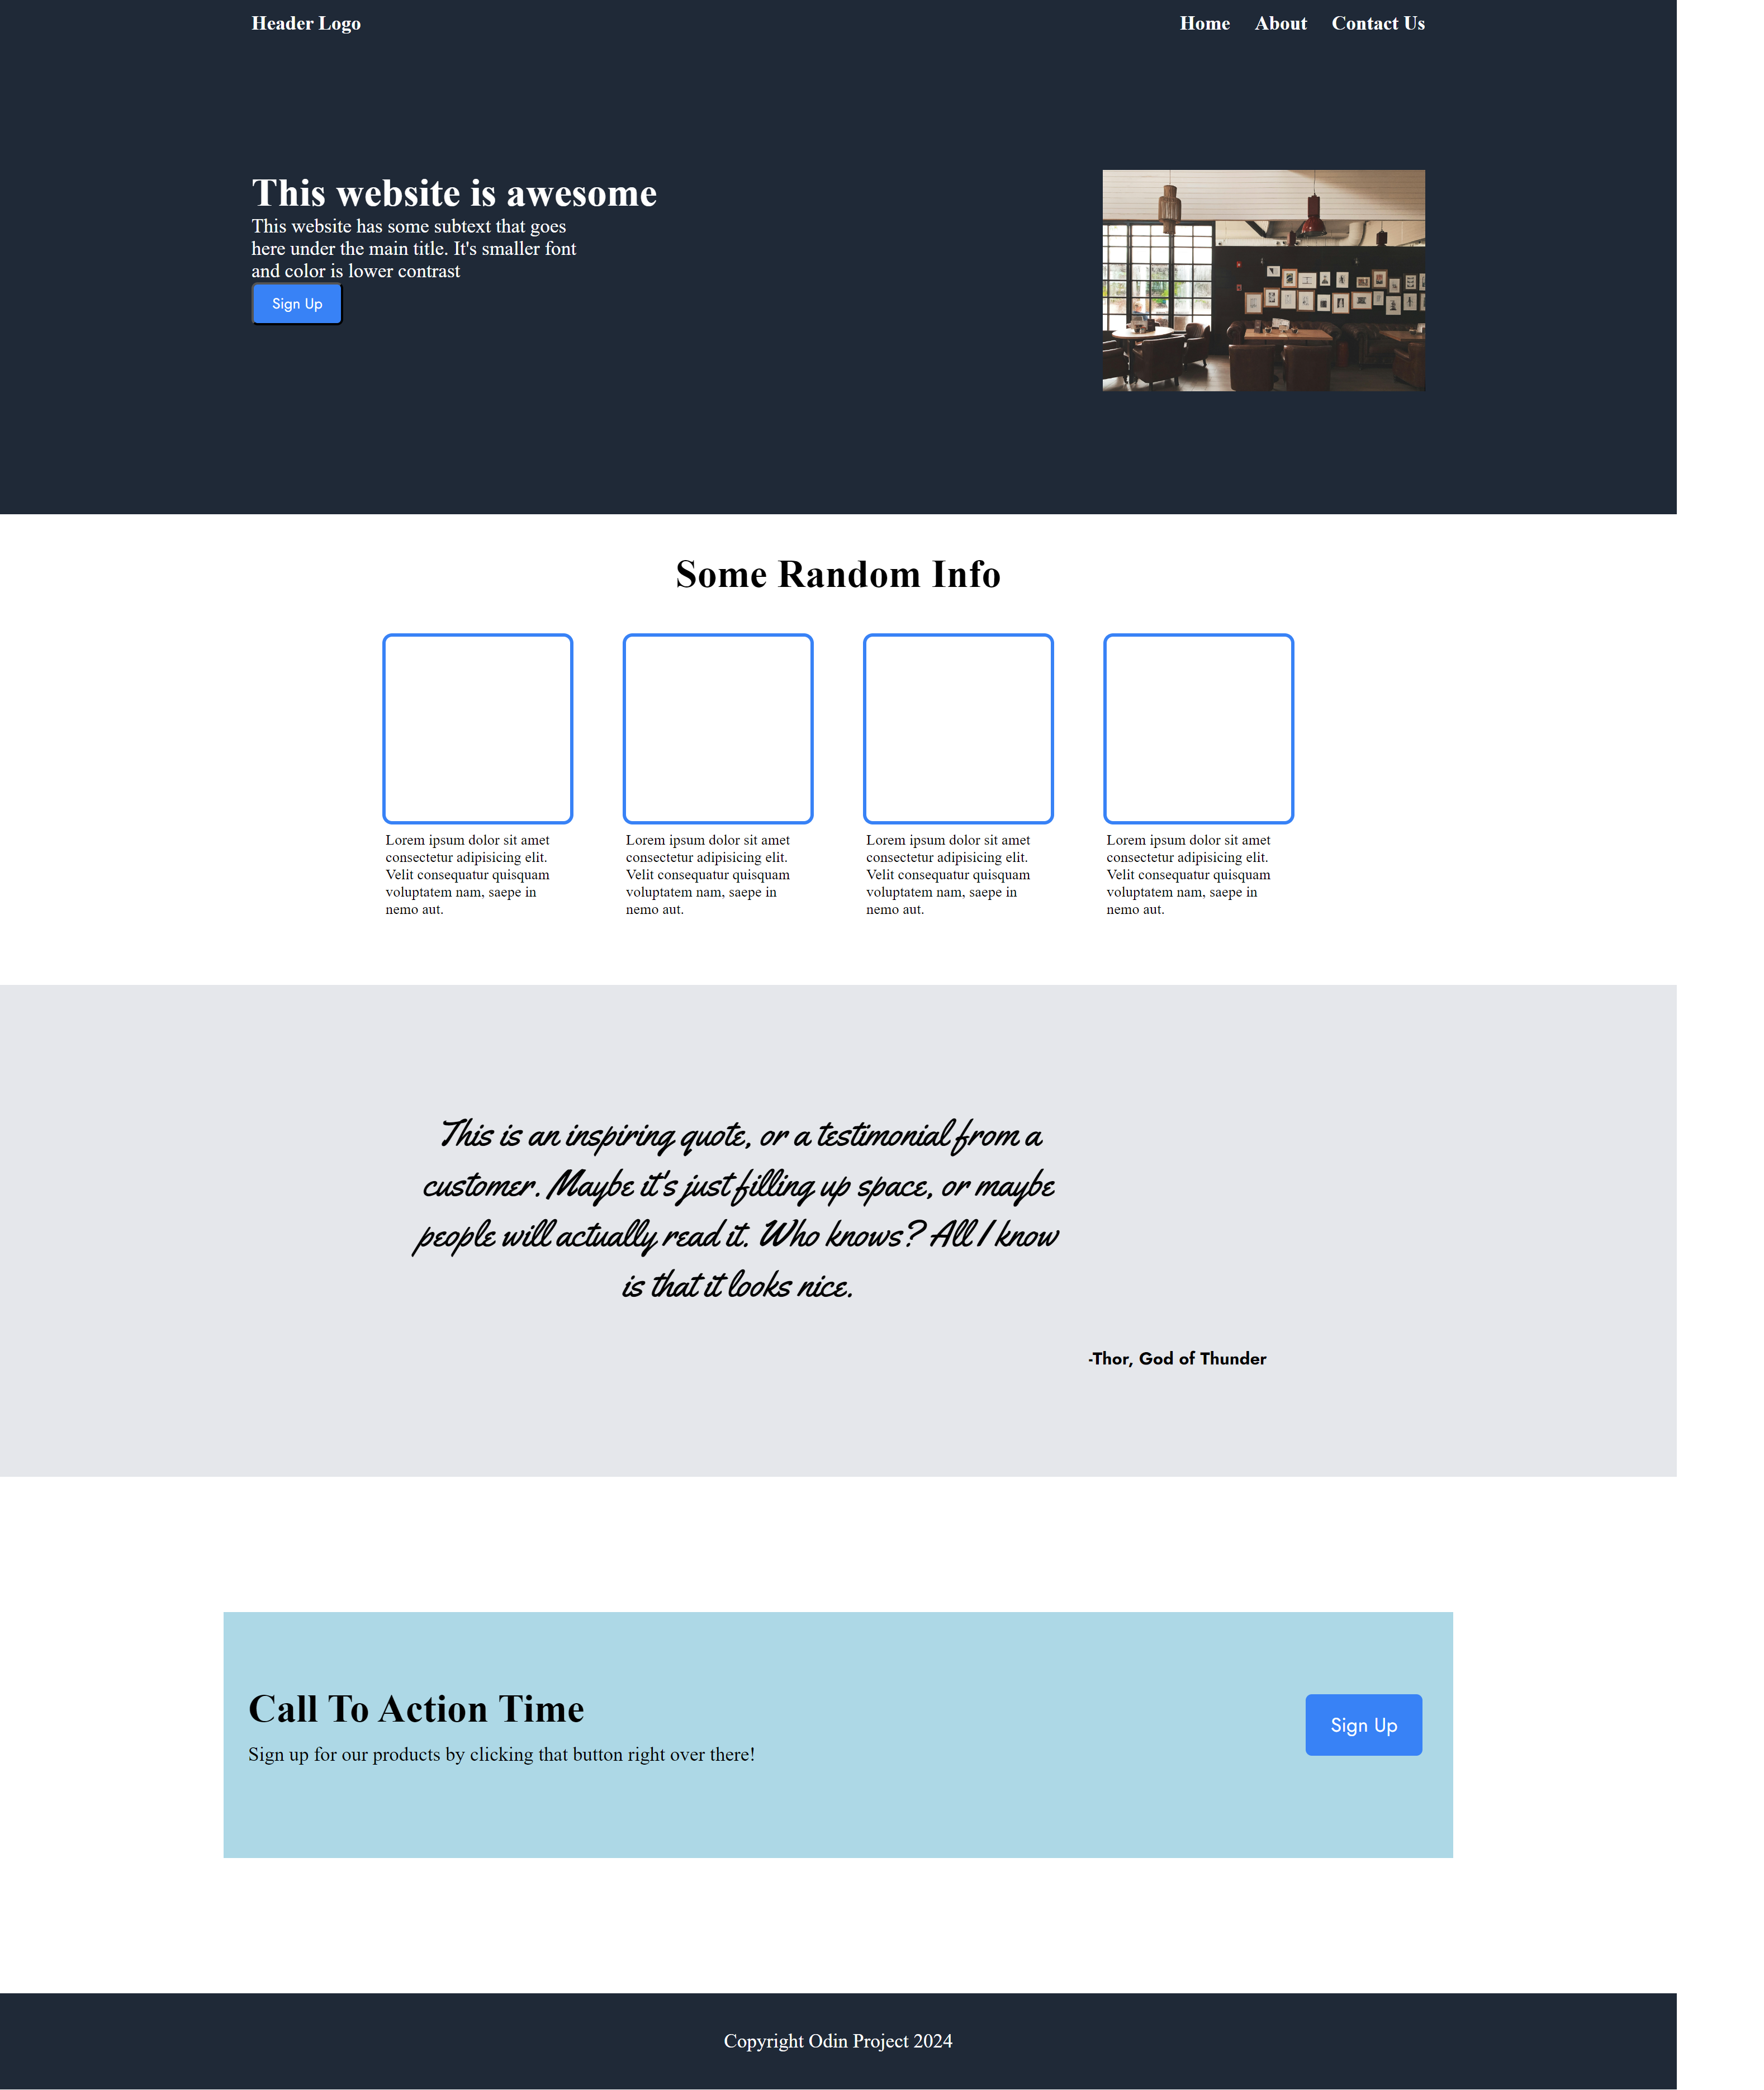 Header Logo
Home About Contact Us
This website is awesome
This website has some subtext that goes
here under the main title. It's smaller font
and color is lower contrast
Sign Up
Some Random Info
Lorem ipsum dolor sit amet
consectetur adipisicing elit.
Velit consequatur quisquam
voluptatem nam, saepe in
nemo aut.
Lorem ipsum dolor sit amet
consectetur adipisicing elit.
Velit consequatur quisquam
voluptatem nam, saepe in
nemo aut.
Lorem ipsum dolor sit amet
consectetur adipisicing elit.
Velit consequatur quisquam
voluptatem nam, saepe in
nemo aut.
Lorem ipsum dolor sit amet
consectetur adipisicing elit.
Velit consequatur quisquam
voluptatem nam, saepe in
nemo aut.
This is an inspiring quote, or a testimonial from a
customer. Maybe it's just filling up space, or maybe
people will actually read it. Who knows? All I know
is that it looks nice.
-Thor, God of Thunder
Call To Action Time
Sign up for our products by clicking that button right over there!
Sign Up
Copyright Odin Project 2024